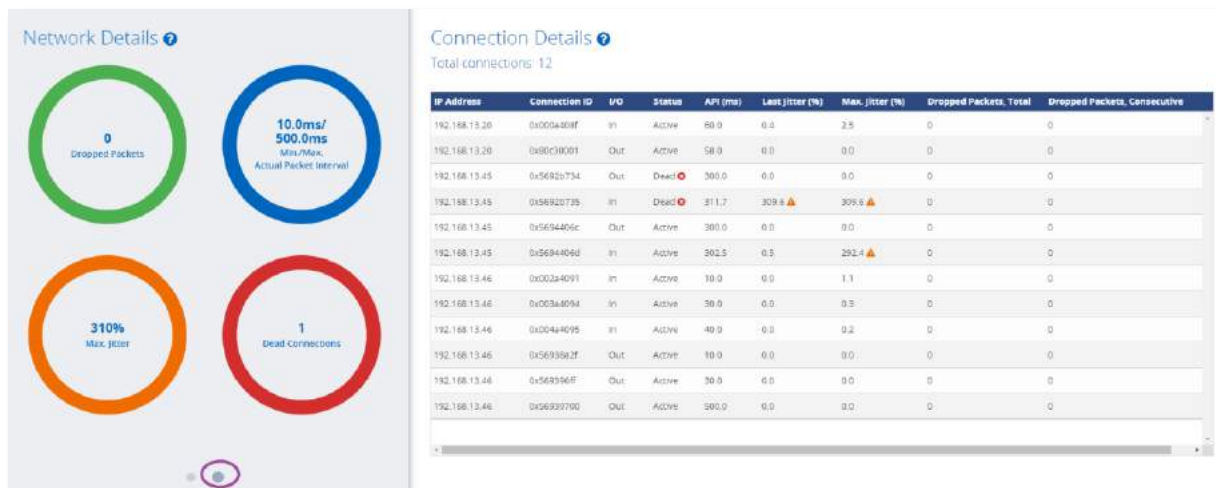 Network Details ?
0
Dropped Packets
10.0ms/
500.0ms
Min./Max.
Actual Packet Interval
310%
Max. Jitter
1
Dead Connections
Connection Details ?
Total connections: 12
IP Address Connection ID I/O Status API (ms) Last Jitter (%) Max. Jitter (%) Dropped Packets, Total Dropped Packets, Consecutive
192.168.13.20 In Active 60.0 0.4 2.5 0 0
192.168.13.20 0x80c30001 Out Active 58.0 0.0 0.0 0 0
192.168.13.45 0x5692b734 Out Dead 300.0 0.0 0.0 0 0
192.168.13.45 0x5692b735 In Dead 311.7 309.6 309.6 0 0
192.168.13.45 0x5694406c Out Active 300.0 0.0 0.0 0 0
192.168.13.45 0x5694406d In Active 302.5 0.5 292.4 0 0
192.168.13.46 0x002a4091 In Active 10.0 0.0 1.1 0 0
192.168.13.46 0x003a4094 In Active 30.0 0.0 0.3 0 0
192.168.13.46 0x004a4095 In Active 40.0 0.0 0.2 0 0
192.168.13.46 0x56938a2f Out Active 10.0 0.0 0.0 0 0
192.168.13.46 0x569396ff Out Active 30.0 0.0 0.0 0 0
192.168.13.46 0x56939700 Out Active 500.0 0.0 0.0 0 0